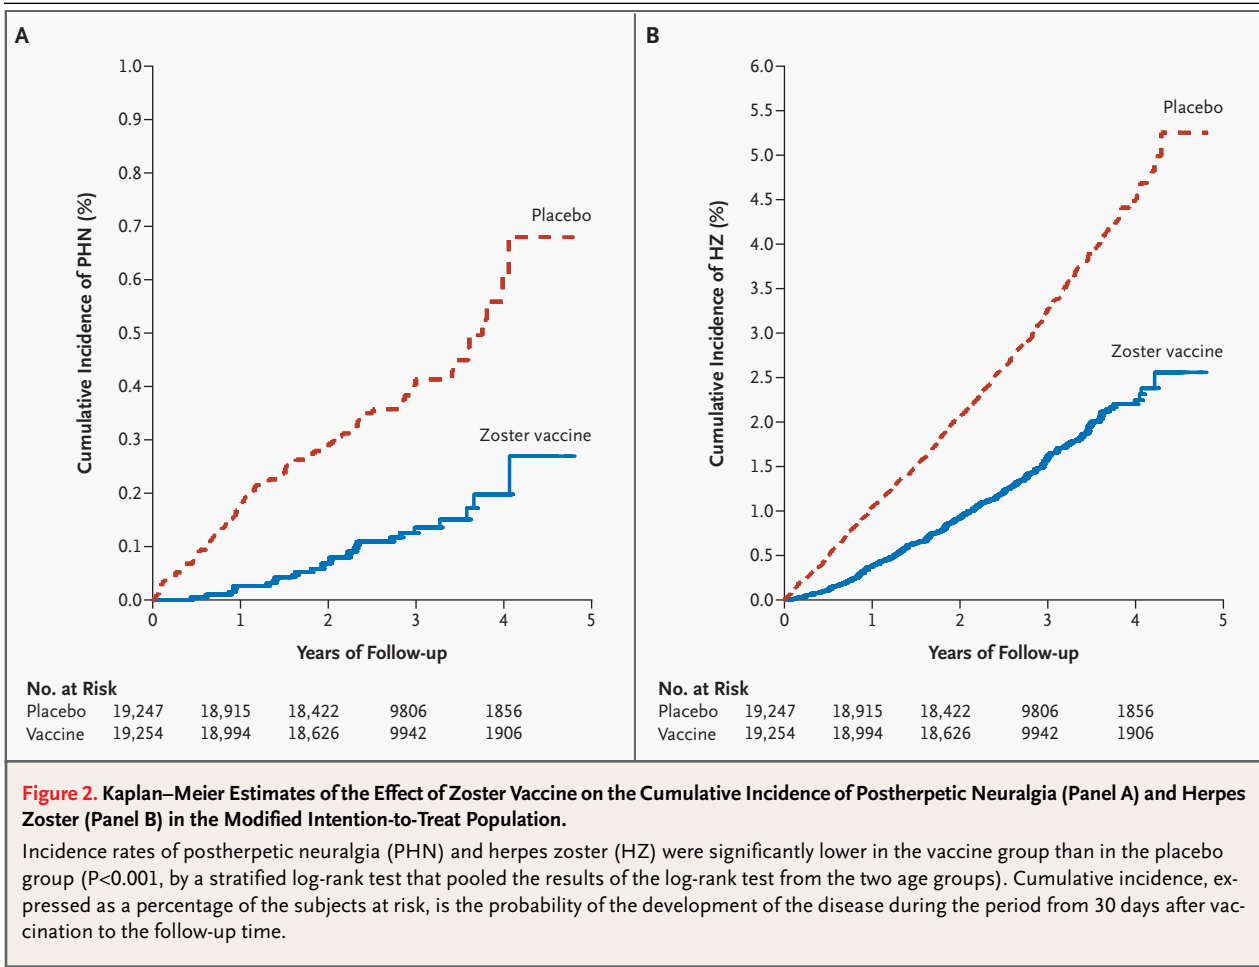 A
1.0
0.9
0.8
0.7
0.6
0.5
0.4
0.3
0.2
0.1
0.0
Cumulative Incidence of PHN (%)
Placebo
Zoster vaccine
0 1 2 3 4 5
Years of Follow-up
No. at Risk
Placebo 19,247 18,915 18,422 9806 1856
Vaccine 19,254 18,994 18,626 9942 1906
B
6.0
5.5
5.0
4.5
4.0
3.5
3.0
2.5
2.0
1.5
1.0
0.5
0.0
Cumulative Incidence of HZ (%)
Placebo
Zoster vaccine
0 1 2 3 4 5
Years of Follow-up
No. at Risk
Placebo 19,247 18,915 18,422 9806 1856
Vaccine 19,254 18,994 18,626 9942 1906
Figure 2. Kaplan–Meier Estimates of the Effect of Zoster Vaccine on the Cumulative Incidence of Postherpetic Neuralgia (Panel A) and Herpes
Zoster (Panel B) in the Modified Intention-to-Treat Population.
Incidence rates of postherpetic neuralgia (PHN) and herpes zoster (HZ) were significantly lower in the vaccine group than in the placebo
group (P<0.001, by a stratified log-rank test that pooled the results of the log-rank test from the two age groups). Cumulative incidence, ex-
pressed as a percentage of the subjects at risk, is the probability of the development of the disease during the period from 30 days after vac-
cination to the follow-up time.